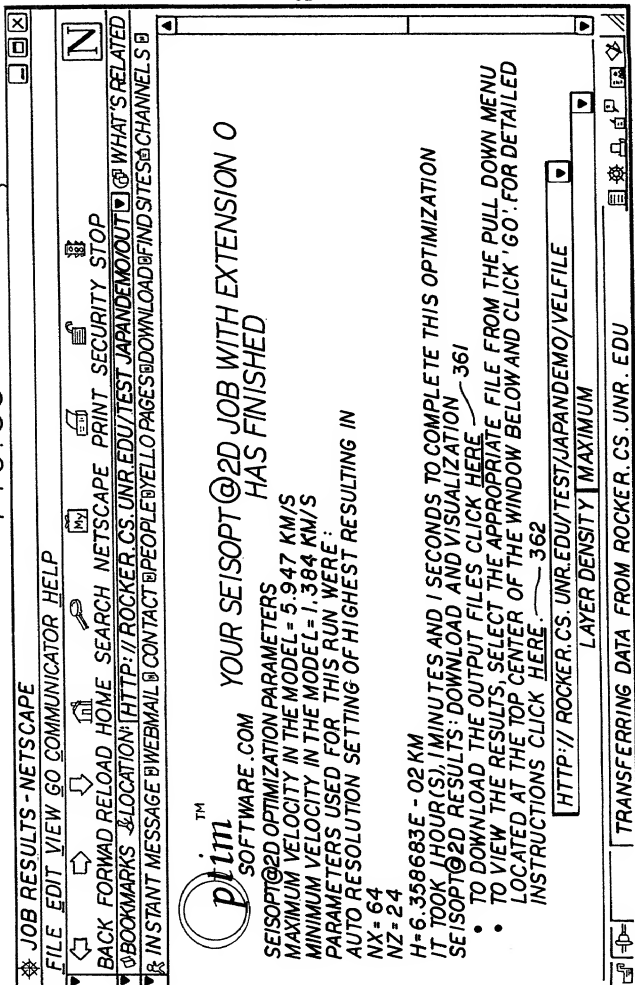 JOB RESULTS - NETSCAPE
FILE EDIT VIEW GO COMMUNICATOR HELP
N
My
BACK FORWAD RELOAD HOME SEARCH NETSCAPE PRINT SECURITY STOP
BOOKMARKS LOCATION: HTTP://ROCKER.CS.UNR.EDU/TEST JAPANDEMO/OUT WHAT'S RELATED
INSTANT MESSAGE WEBMAIL CONTACT PEOPLE YELLO PAGES DOWNLOAD FIND SITES CHANNELS
Optim™
SOFTWARE.COM
YOUR SEISOPT@2D JOB WITH EXTENSION O
HAS FINISHED
SEISOPT@2D OPTIMIZATION PARAMETERS
MAXIMUM VELOCITY IN THE MODEL = 5.947 KM/S
MINIMUM VELOCITY IN THE MODEL = 1.384 KM/S
PARAMETERS USED FOR THIS RUN WERE:
AUTO RESOLUTION SETTING OF HIGHEST RESULTING IN
NX = 64
NZ = 24
H = 6.358683E - 02 KM
IT TOOK 1 HOUR(S), 1 MINUTES AND 1 SECONDS TO COMPLETE THIS OPTIMIZATION
SEISOPT@2D RESULTS: DOWNLOAD AND VISUALIZATION
• TO DOWNLOAD THE OUTPUT FILES CLICK HERE 361
• TO VIEW THE RESULTS, SELECT THE APPROPRIATE FILE FROM THE PULL DOWN MENU
LOCATED AT THE TOP CENTER OF THE WINDOW BELOW AND CLICK 'GO'. FOR DETAILED
INSTRUCTIONS CLICK HERE. 362
HTTP://ROCKER.CS.UNR.EDU/TEST/JAPANDEMO/VELFILE
LAYER DENSITY MAXIMUM
TRANSFERRING DATA FROM ROCKER.CS.UNR.EDU